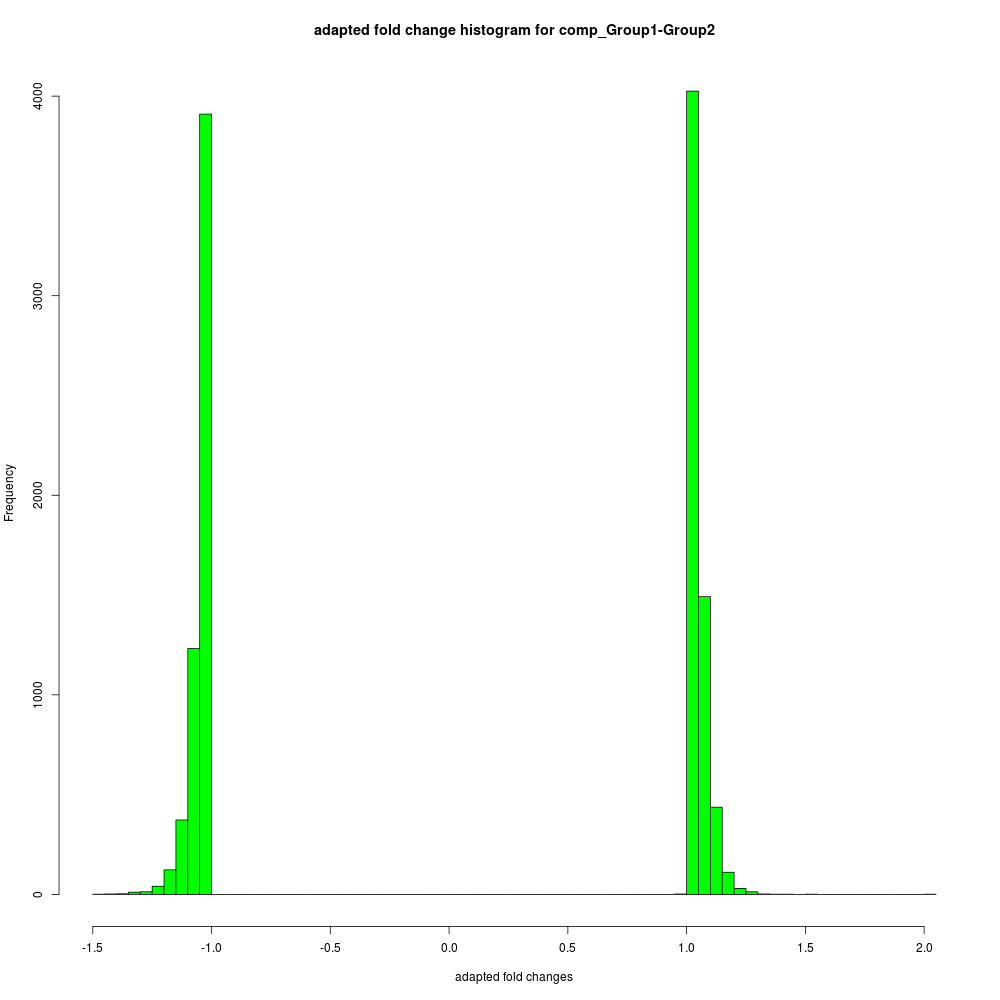 adapted fold change histogram for comp_Group1-Group2
Frequency
4000
3000
2000
1000
0
-1.5 -1.0 -0.5 0.0 0.5 1.0 1.5 2.0
adapted fold changes